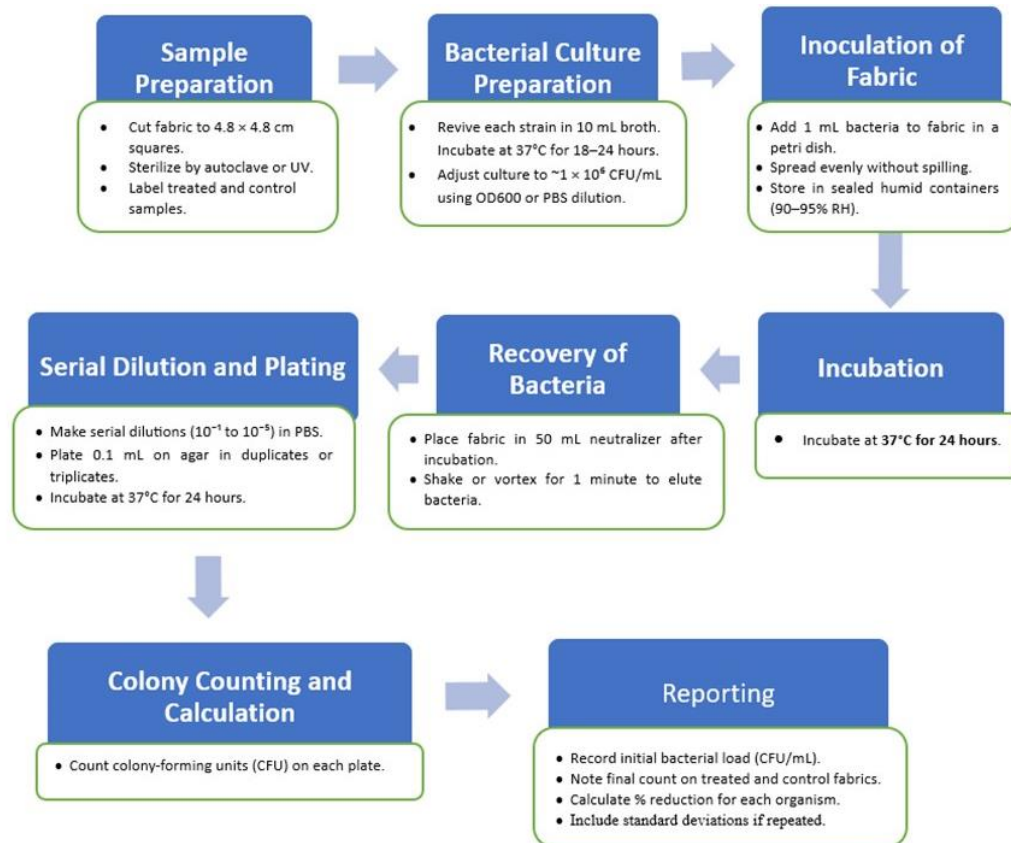 Sample
Preparation
• Cut fabric to 4.8 × 4.8 cm
squares.
• Sterilize by autoclave or UV.
• Label treated and control
samples.
Bacterial Culture
Preparation
• Revive each strain in 10 mL broth.
Incubate at 37°C for 18–24 hours.
• Adjust culture to ~1 × 10⁶ CFU/mL
using OD600 or PBS dilution.
Inoculation of
Fabric
• Add 1 mL bacteria to fabric in a
petri dish.
• Spread evenly without spilling.
• Store in sealed humid containers
(90–95% RH).
Incubation
• Incubate at 37°C for 24 hours.
Recovery of
Bacteria
• Place fabric in 50 mL neutralizer after
incubation.
• Shake or vortex for 1 minute to elute
bacteria.
Serial Dilution and Plating
• Make serial dilutions (10⁻¹ to 10⁻⁵) in PBS.
• Plate 0.1 mL on agar in duplicates or
triplicates.
• Incubate at 37°C for 24 hours.
Colony Counting and
Calculation
• Count colony-forming units (CFU) on each plate.
Reporting
• Record initial bacterial load (CFU/mL).
• Note final count on treated and control fabrics.
• Calculate % reduction for each organism.
• Include standard deviations if repeated.